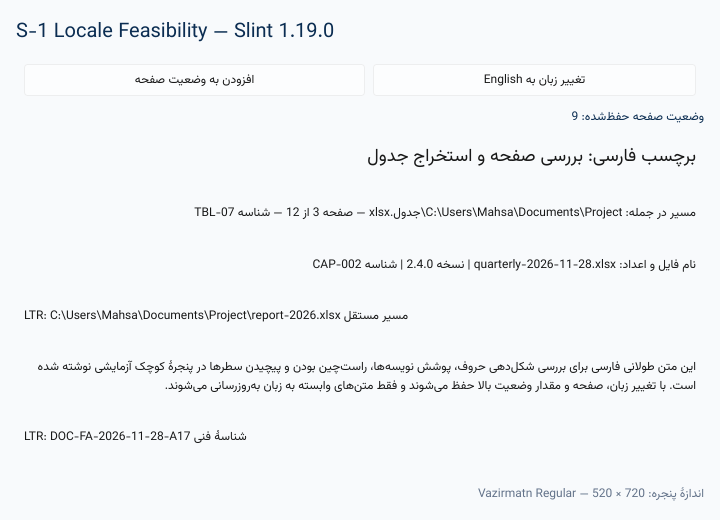 S-1 Locale Feasibility — Slint 1.19.0
تغییر زبان به English
افزودن به وضعیت صفحه
وضعیت صفحه حفظ‌شده: 9
برچسب فارسی: بررسی صفحه و استخراج جدول
مسیر در جمله: C:\Users\Mahsa\Documents\Project\جدول.xlsx — صفحه 3 از 12 — شناسه TBL-07
نام فایل و اعداد: quarterly-2026-11-28.xlsx | نسخه 2.4.0 | شناسه CAP-002
LTR: C:\Users\Mahsa\Documents\Project\report-2026.xlsx مسیر مستقل
این متن طولانی فارسی برای بررسی شکل‌دهی حروف، پوشش نویسه‌ها، راست‌چین بودن و پیچیدن سطرها در پنجرهٔ کوچک آزمایشی نوشته شده
است. با تغییر زبان، صفحه و مقدار وضعیت بالا حفظ می‌شوند و فقط متن‌های وابسته به زبان به‌روزرسانی می‌شوند.
LTR: DOC-FA-2026-11-28-A17 شناسهٔ فنی
اندازهٔ پنجره: 720 × 520 — Vazirmatn Regular